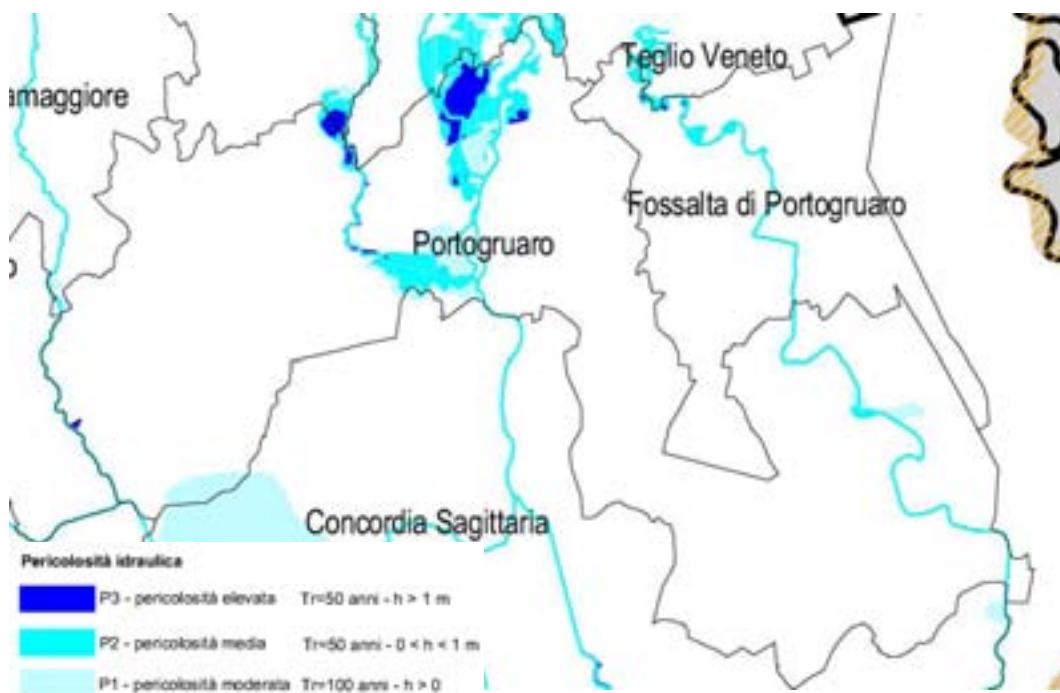 Teglio Veneto
amaggiore
Fossalta di Portogruaro
Portogruaro
o
Concordia Sagittaria
Pericolosità idraulica
P3 - pericolosità elevata Tr=50 anni - h > 1 m
P2 - pericolosità media Tr=50 anni - 0 < h < 1 m
P1 - pericolosità moderata Tr=100 anni - h > 0